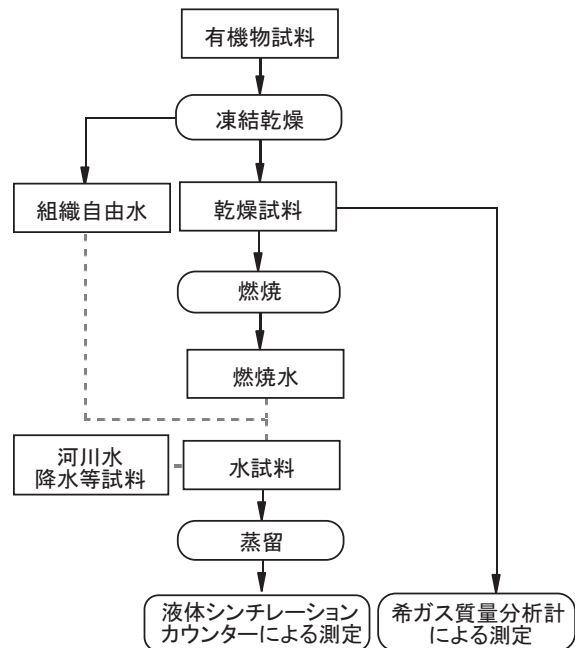 有機物試料
凍結乾燥
組織自由水
乾燥試料
燃焼
燃焼水
河川水
降水等試料
水試料
蒸留
液体シンチレーション
カウンターによる測定
希ガス質量分析計
による測定